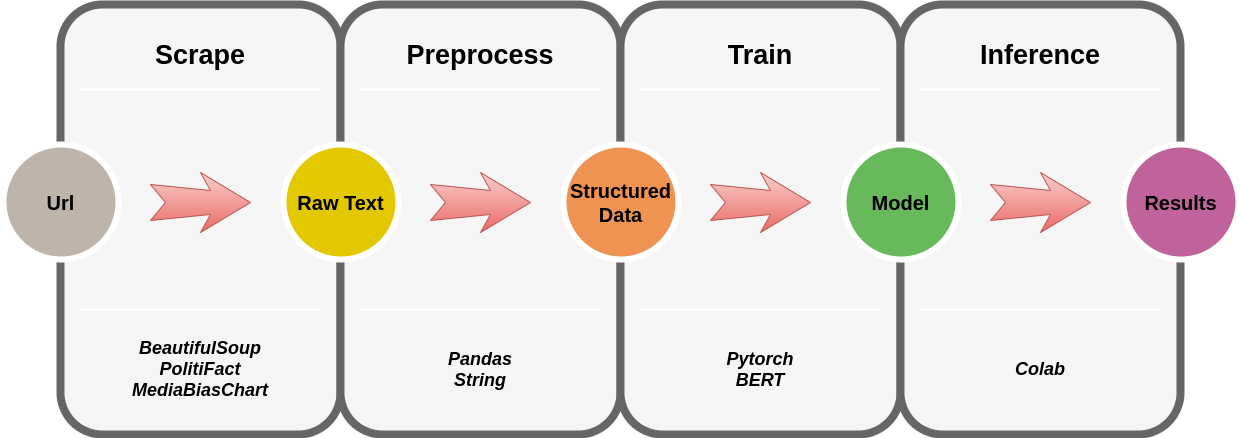 Scrape
Preprocess
Train
Inference
Url
Raw Text
Structured
Data
Model
Results
BeautifulSoup
PolitiFact
MediaBiasChart
Pandas
String
Pytorch
BERT
Colab